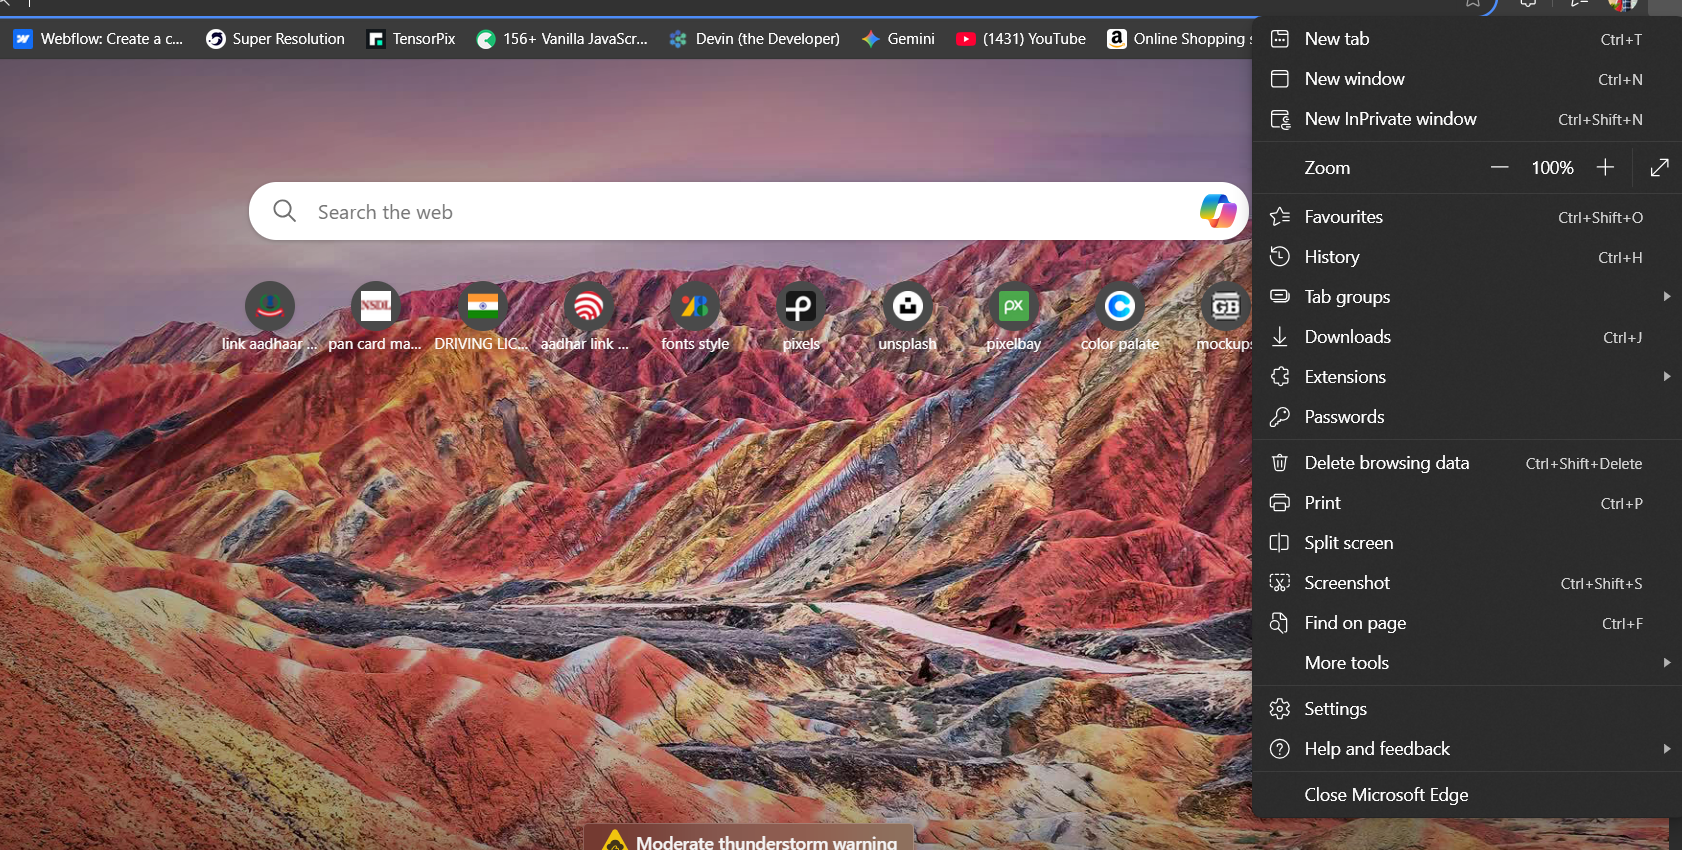 Webflow: Create a c...
Super Resolution
TensorPix
156+ Vanilla JavaScr...
Devin (the Developer)
Gemini
(1431) YouTube
a
Online Shopping s
Search the web
NSDL
px
GB
link aadhaar ...
pan card ma...
DRIVING LIC...
aadhar link ...
fonts style
pixels
unsplash
pixelbay
color palate
mockups
Moderate thunderstorm warning
New tab Ctrl+T
New window Ctrl+N
New InPrivate window Ctrl+Shift+N
Zoom 100%
Favourites Ctrl+Shift+O
History Ctrl+H
Tab groups
Downloads Ctrl+J
Extensions
Passwords
Delete browsing data Ctrl+Shift+Delete
Print Ctrl+P
Split screen
Screenshot Ctrl+Shift+S
Find on page Ctrl+F
More tools
Settings
Help and feedback
Close Microsoft Edge